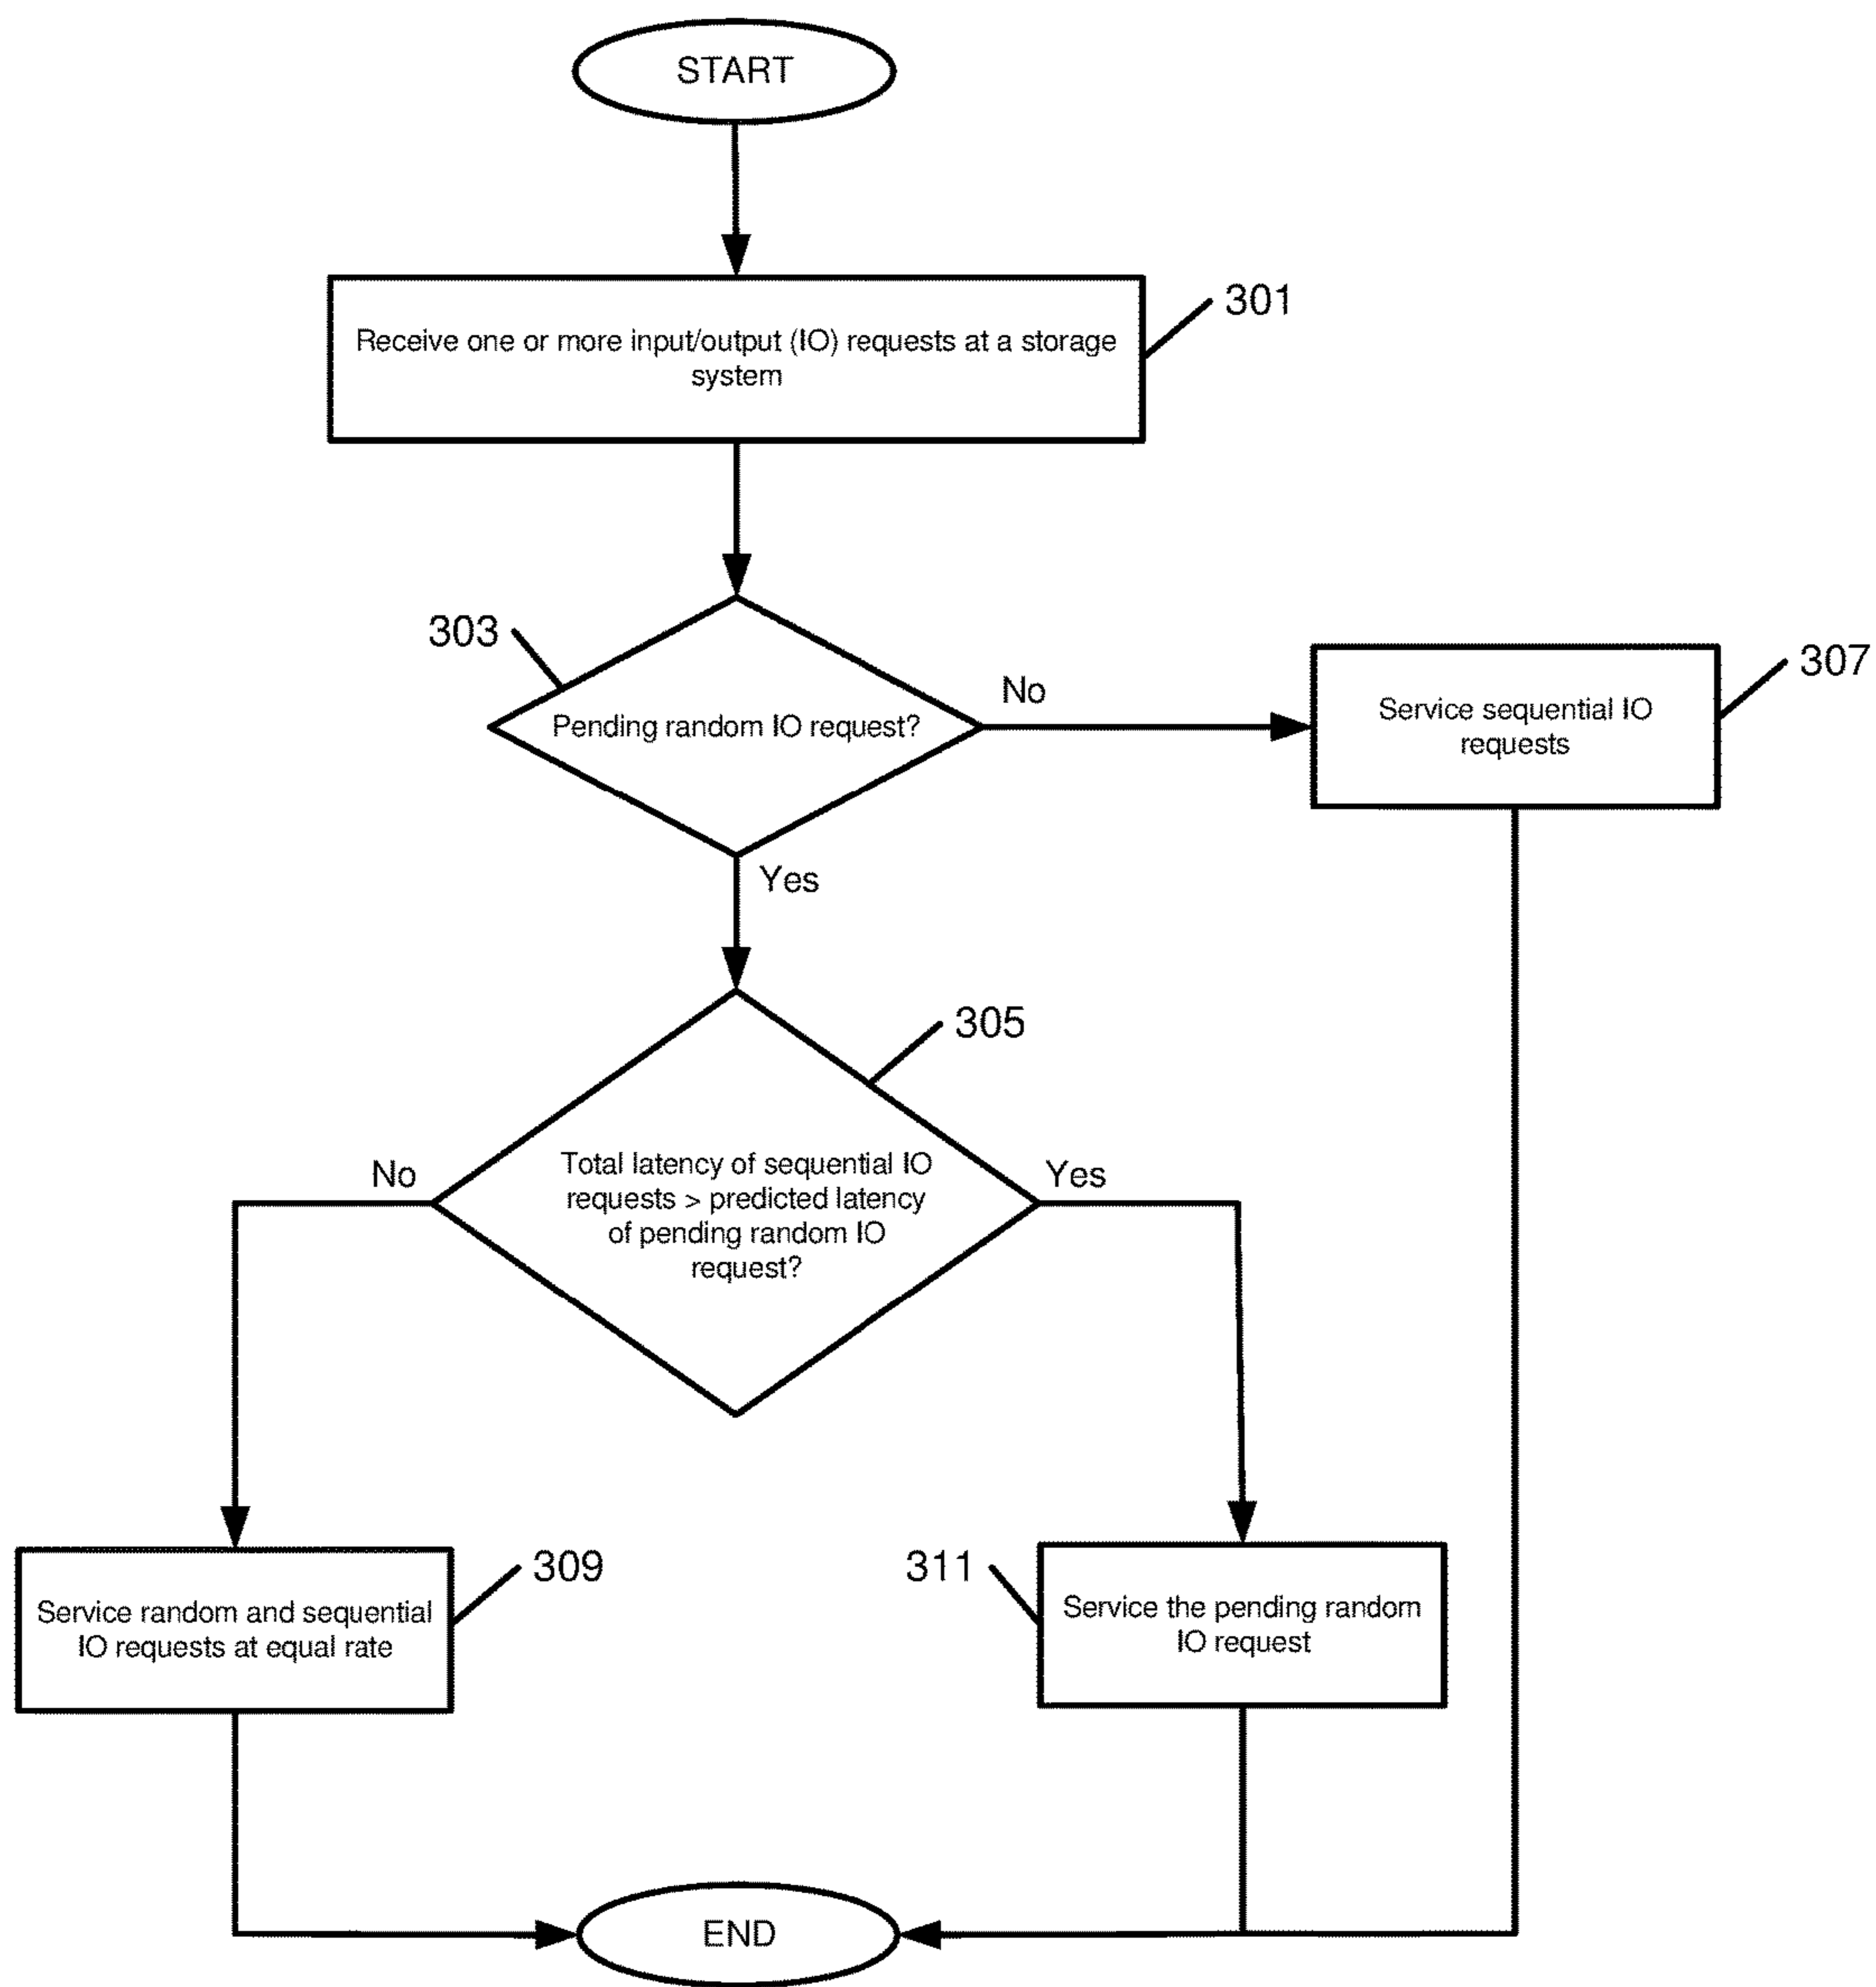 START
301
Receive one or more input/output (IO) requests at a storage
system
303
Pending random IO request?
No
307
Service sequential IO
requests
Yes
305
No
Total latency of sequential IO
requests > predicted latency
of pending random IO
request?
Yes
309
Service random and sequential
IO requests at equal rate
311
Service the pending random
IO request
END